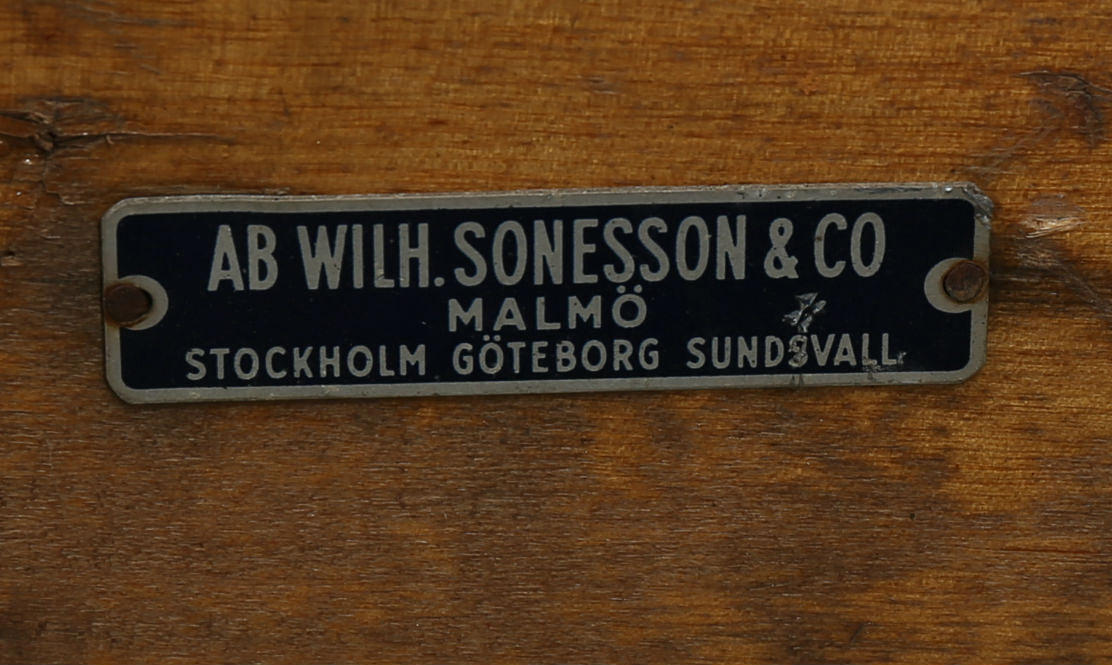 AB WILH. SONESSON & CO
MALMÖ
STOCKHOLM GÖTEBORG SUNDSVALL